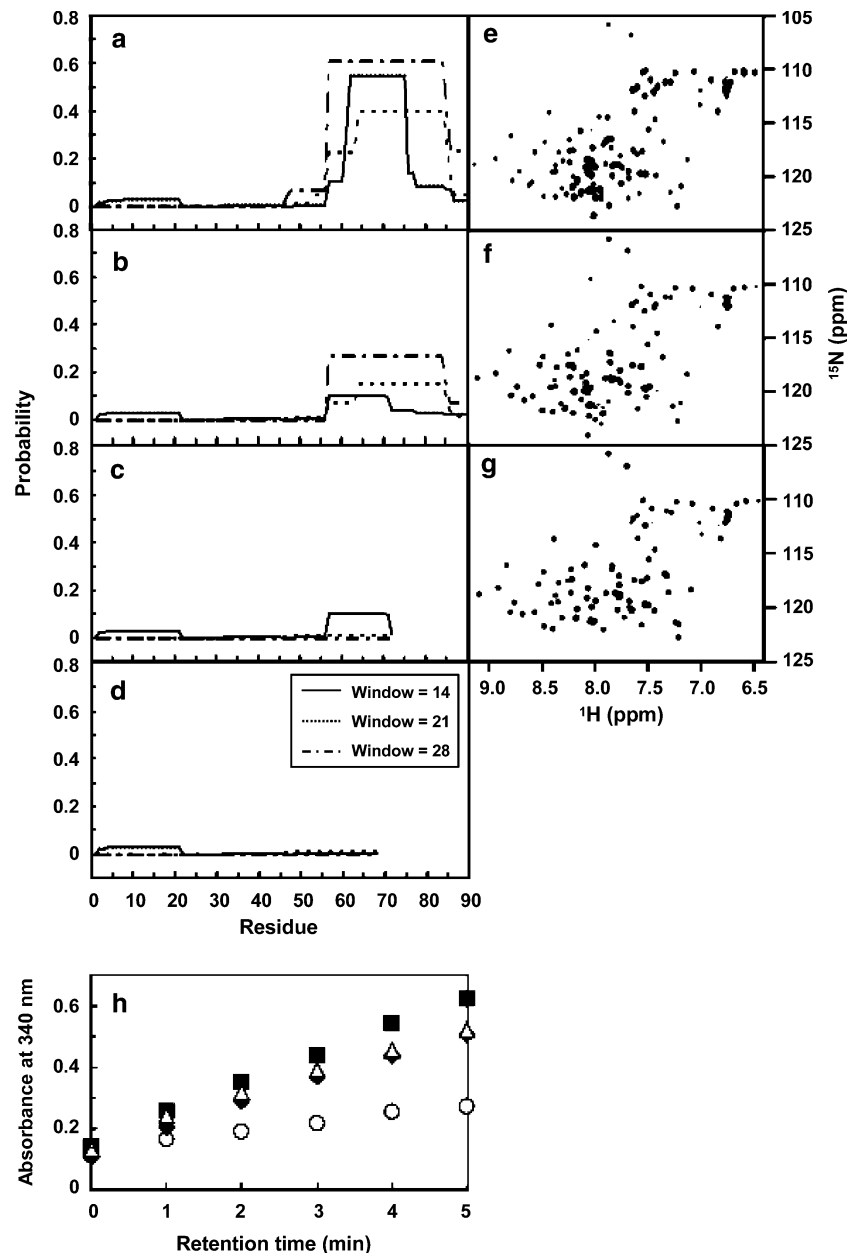 a
0.8
0.6
0.4
0.2
0
b
0.8
0.6
0.4
0.2
0
c
0.8
0.6
0.4
0.2
0
d
0.8
0.6
0.4
0.2
0
Window = 14
Window = 21
Window = 28
0 10 20 30 40 50 60 70 80 90
Residue
Probability
e
105
110
115
120
125
f
110
115
120
125
g
110
115
120
125
9.0 8.5 8.0 7.5 7.0 6.5
¹H (ppm)
¹⁵N (ppm)
h
0.6
0.4
0.2
0
0 1 2 3 4 5
Retention time (min)
Absorbance at 340 nm